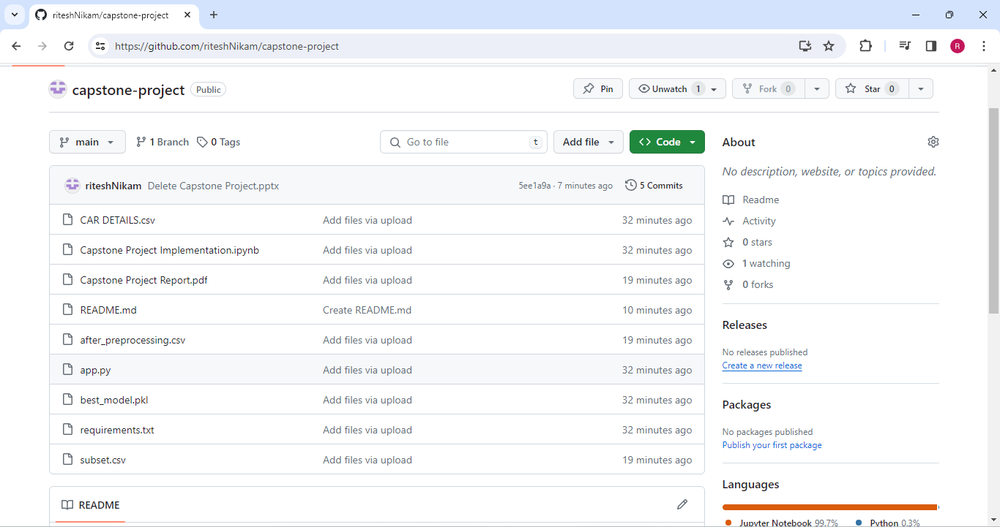 riteshNikam/capstone-project
https://github.com/riteshNikam/capstone-project
R
capstone-project Public
Pin Unwatch 1 Fork 0 Star 0
main 1 Branch 0 Tags Go to file t Add file Code
riteshNikam Delete Capstone Project.pptx 5ee1a9a · 7 minutes ago 5 Commits
CAR DETAILS.csv Add files via upload 32 minutes ago
Capstone Project Implementation.ipynb Add files via upload 32 minutes ago
Capstone Project Report.pdf Add files via upload 19 minutes ago
README.md Create README.md 10 minutes ago
after_preprocessing.csv Add files via upload 19 minutes ago
app.py Add files via upload 32 minutes ago
best_model.pkl Add files via upload 32 minutes ago
requirements.txt Add files via upload 32 minutes ago
subset.csv Add files via upload 19 minutes ago
README
About
No description, website, or topics provided.
Readme
Activity
0 stars
1 watching
0 forks
Releases
No releases published
Create a new release
Packages
No packages published
Publish your first package
Languages
Jupyter Notebook 99.7% Python 0.3%